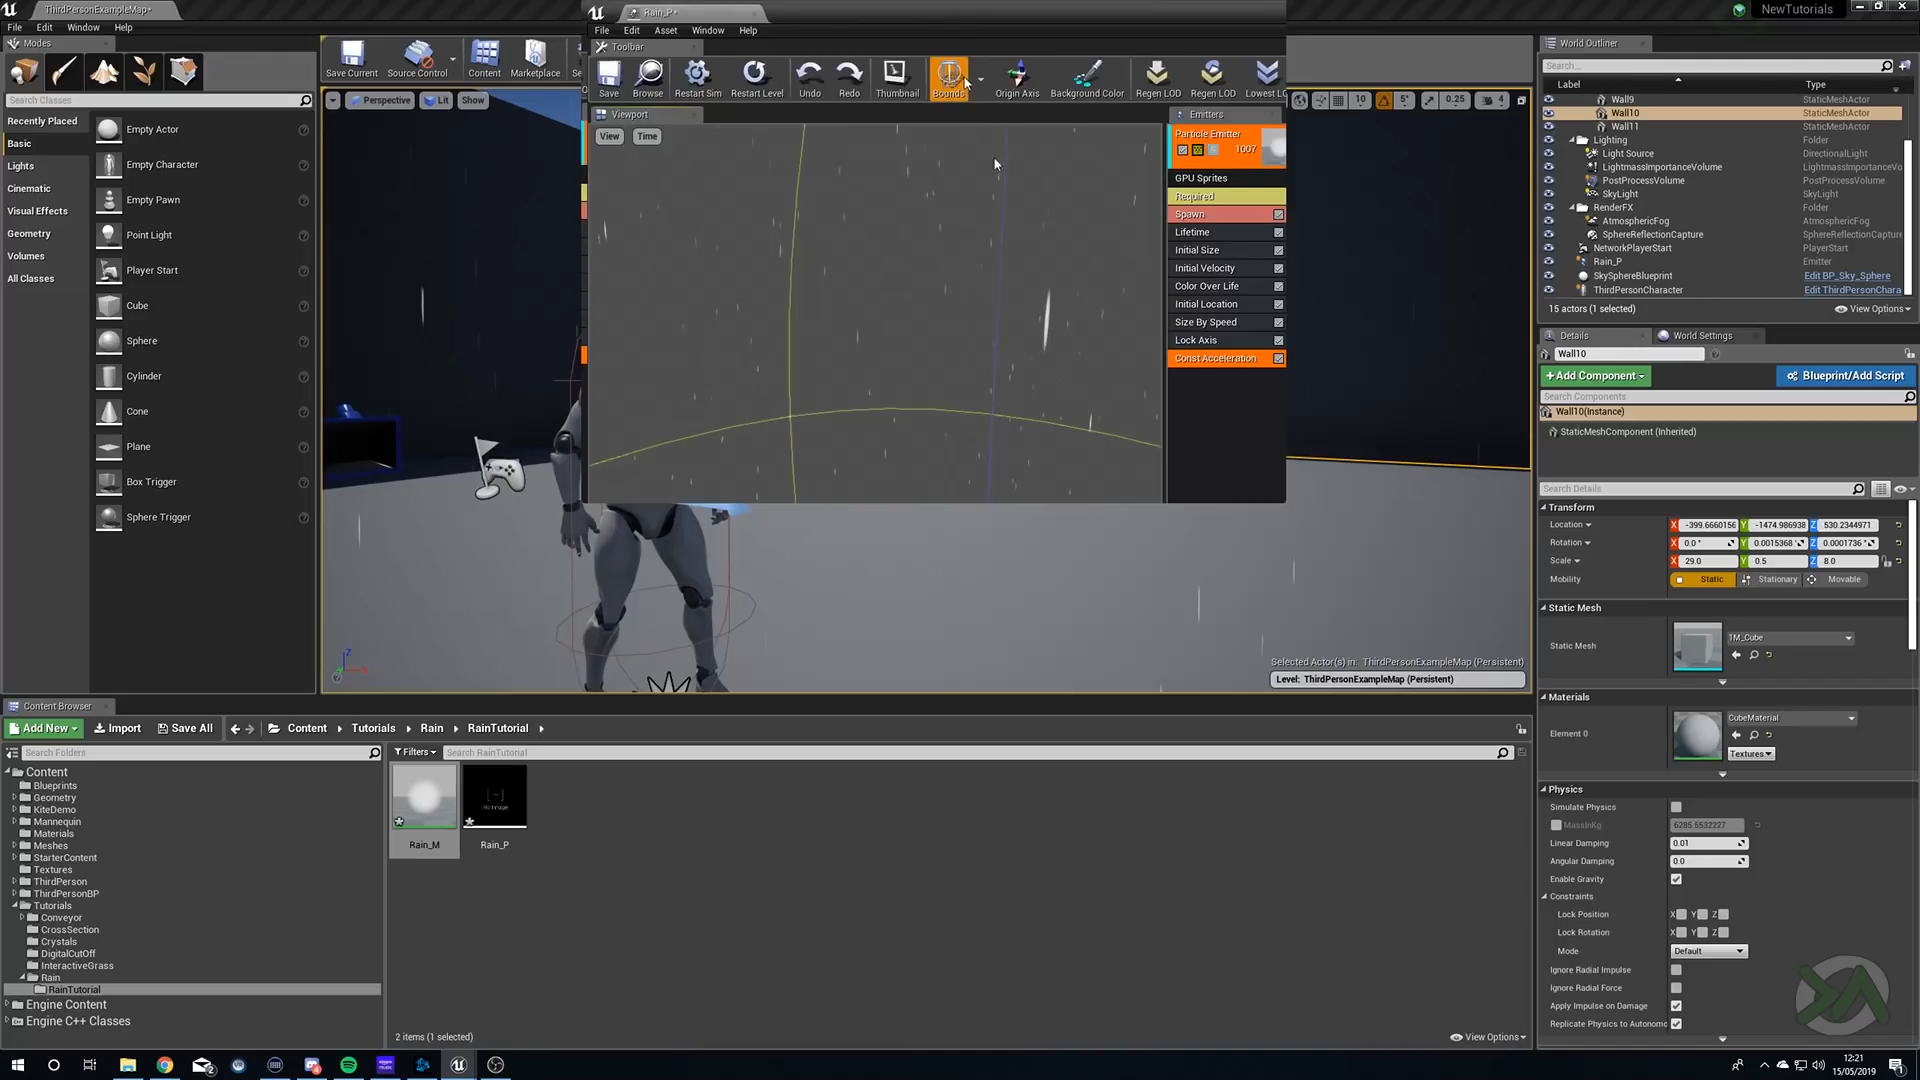 ThirdPersonExampleMap*
Rain_P*
NewTutorials
File
Edit
Window
Help
File
Edit
Asset
Window
Help
Modes
Toolbar
World Outliner
Save Current
Source Control
Content
Marketplace
Save
Browse
Restart Sim
Restart Level
Undo
Redo
Thumbnail
Bounds
Origin Axis
Background Color
Regen LOD
Regen LOD
Lowest LO
Search Classes
Recently Placed
Basic
Lights
Cinematic
Visual Effects
Geometry
Volumes
All Classes
Empty Actor
Empty Character
Empty Pawn
Point Light
Player Start
Cube
Sphere
Cylinder
Cone
Plane
Box Trigger
Sphere Trigger
Perspective
Lit
Show
Viewport
View
Time
Emitters
Particle Emitter
1007
GPU Sprites
Required
Spawn
Lifetime
Initial Size
Initial Velocity
Color Over Life
Initial Location
Size By Speed
Lock Axis
Const Acceleration
10
5°
0.25
4
Search...
Label
Type
Wall9 StaticMeshActor
Wall10 StaticMeshActor
Wall11 StaticMeshActor
Lighting Folder
Light Source DirectionalLight
LightmassImportanceVolume LightmassImportanceVo
PostProcessVolume PostProcessVolume
SkyLight SkyLight
RenderFX Folder
AtmosphericFog AtmosphericFog
SphereReflectionCapture SphereReflectionCapture
NetworkPlayerStart PlayerStart
Rain_P Emitter
SkySphereBlueprint Edit BP_Sky_Sphere
ThirdPersonCharacter Edit ThirdPersonChara
15 actors (1 selected)
View Options
Details
World Settings
Wall10
+Add Component
Blueprint/Add Script
Search Components
Wall10(Instance)
StaticMeshComponent (Inherited)
Search Details
Transform
Location X -399.6660156 Y -1474.986938 Z 530.2344971
Rotation X 0.0 ° Y 0.0015368 ° Z 0.0001736 °
Scale X 29.0 Y 0.5 Z 8.0
Mobility Static Stationary Movable
Static Mesh
Static Mesh
1M_Cube
Materials
Element 0
CubeMaterial
Textures
Physics
Simulate Physics
MassInKg 6285.5532227
Linear Damping 0.01
Angular Damping 0.0
Enable Gravity
Constraints
Lock Position X Y Z
Lock Rotation X Y Z
Mode Default
Ignore Radial Impulse
Ignore Radial Force
Apply Impulse on Damage
Replicate Physics to Autonomo
Selected Actor(s) in: ThirdPersonExampleMap (Persistent)
Level: ThirdPersonExampleMap (Persistent)
Content Browser
Add New
Import
Save All
Content
Tutorials
Rain
RainTutorial
Search Folders
Filters
Search RainTutorial
Content
Blueprints
Geometry
KiteDemo
Mannequin
Materials
Meshes
StarterContent
Textures
ThirdPerson
ThirdPersonBP
Tutorials
Conveyor
CrossSection
Crystals
DigitalCutOff
InteractiveGrass
Rain
RainTutorial
Engine Content
Engine C++ Classes
Rain_M
Rain_P
2 items (1 selected)
View Options
12:21
15/05/2019